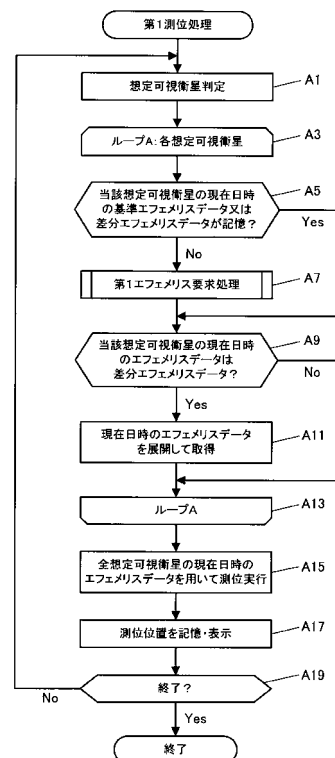 第1測位処理
想定可視衛星判定
A1
ループA:各想定可視衛星
A3
当該想定可視衛星の現在日時
の基準エフェメリスデータ又は
差分エフェメリスデータが記憶?
A5
Yes
No
第1エフェメリス要求処理
A7
当該想定可視衛星の現在日時
のエフェメリスデータは
差分エフェメリスデータ?
A9
No
Yes
現在日時のエフェメリスデータ
を展開して取得
A11
ループA
A13
全想定可視衛星の現在日時の
エフェメリスデータを用いて測位実行
A15
測位位置を記憶・表示
A17
終了?
A19
No
Yes
終了